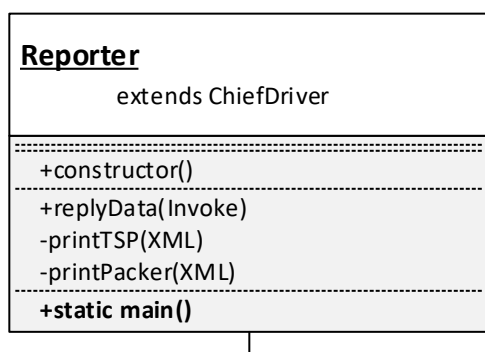 Reporter
extends ChiefDriver
+constructor()
+replyData(Invoke)
-printTSP(XML)
-printPacker(XML)
+static main()